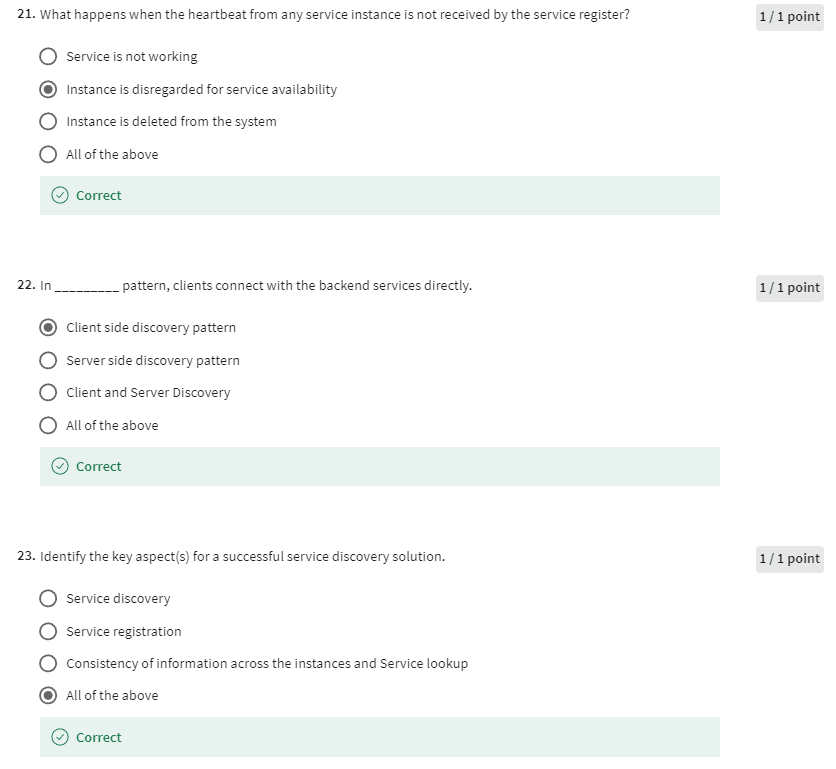 21. What happens when the heartbeat from any service instance is not received by the service register?
1 / 1 point
Service is not working
Instance is disregarded for service availability
Instance is deleted from the system
All of the above
Correct
22. In _________ pattern, clients connect with the backend services directly.
1 / 1 point
Client side discovery pattern
Server side discovery pattern
Client and Server Discovery
All of the above
Correct
23. Identify the key aspect(s) for a successful service discovery solution.
1 / 1 point
Service discovery
Service registration
Consistency of information across the instances and Service lookup
All of the above
Correct